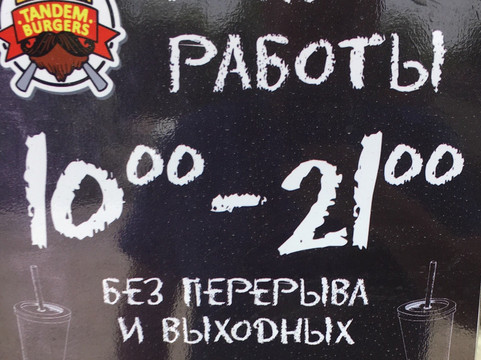 TANDEM
BURGERS
РАБОТЫ
10⁰⁰ - 21⁰⁰
БЕЗ ПЕРЕРЫВА
И ВЫХОДНЫХ